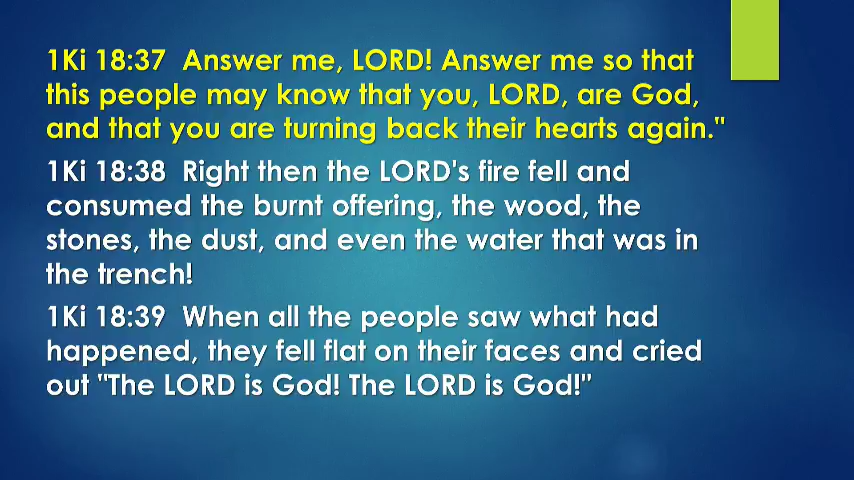 1Ki 18:37  Answer me, LORD! Answer me so that
this people may know that you, LORD, are God,
and that you are turning back their hearts again."
1Ki 18:38  Right then the LORD's fire fell and
consumed the burnt offering, the wood, the
stones, the dust, and even the water that was in
the trench!
1Ki 18:39  When all the people saw what had
happened, they fell flat on their faces and cried
out "The LORD is God! The LORD is God!”